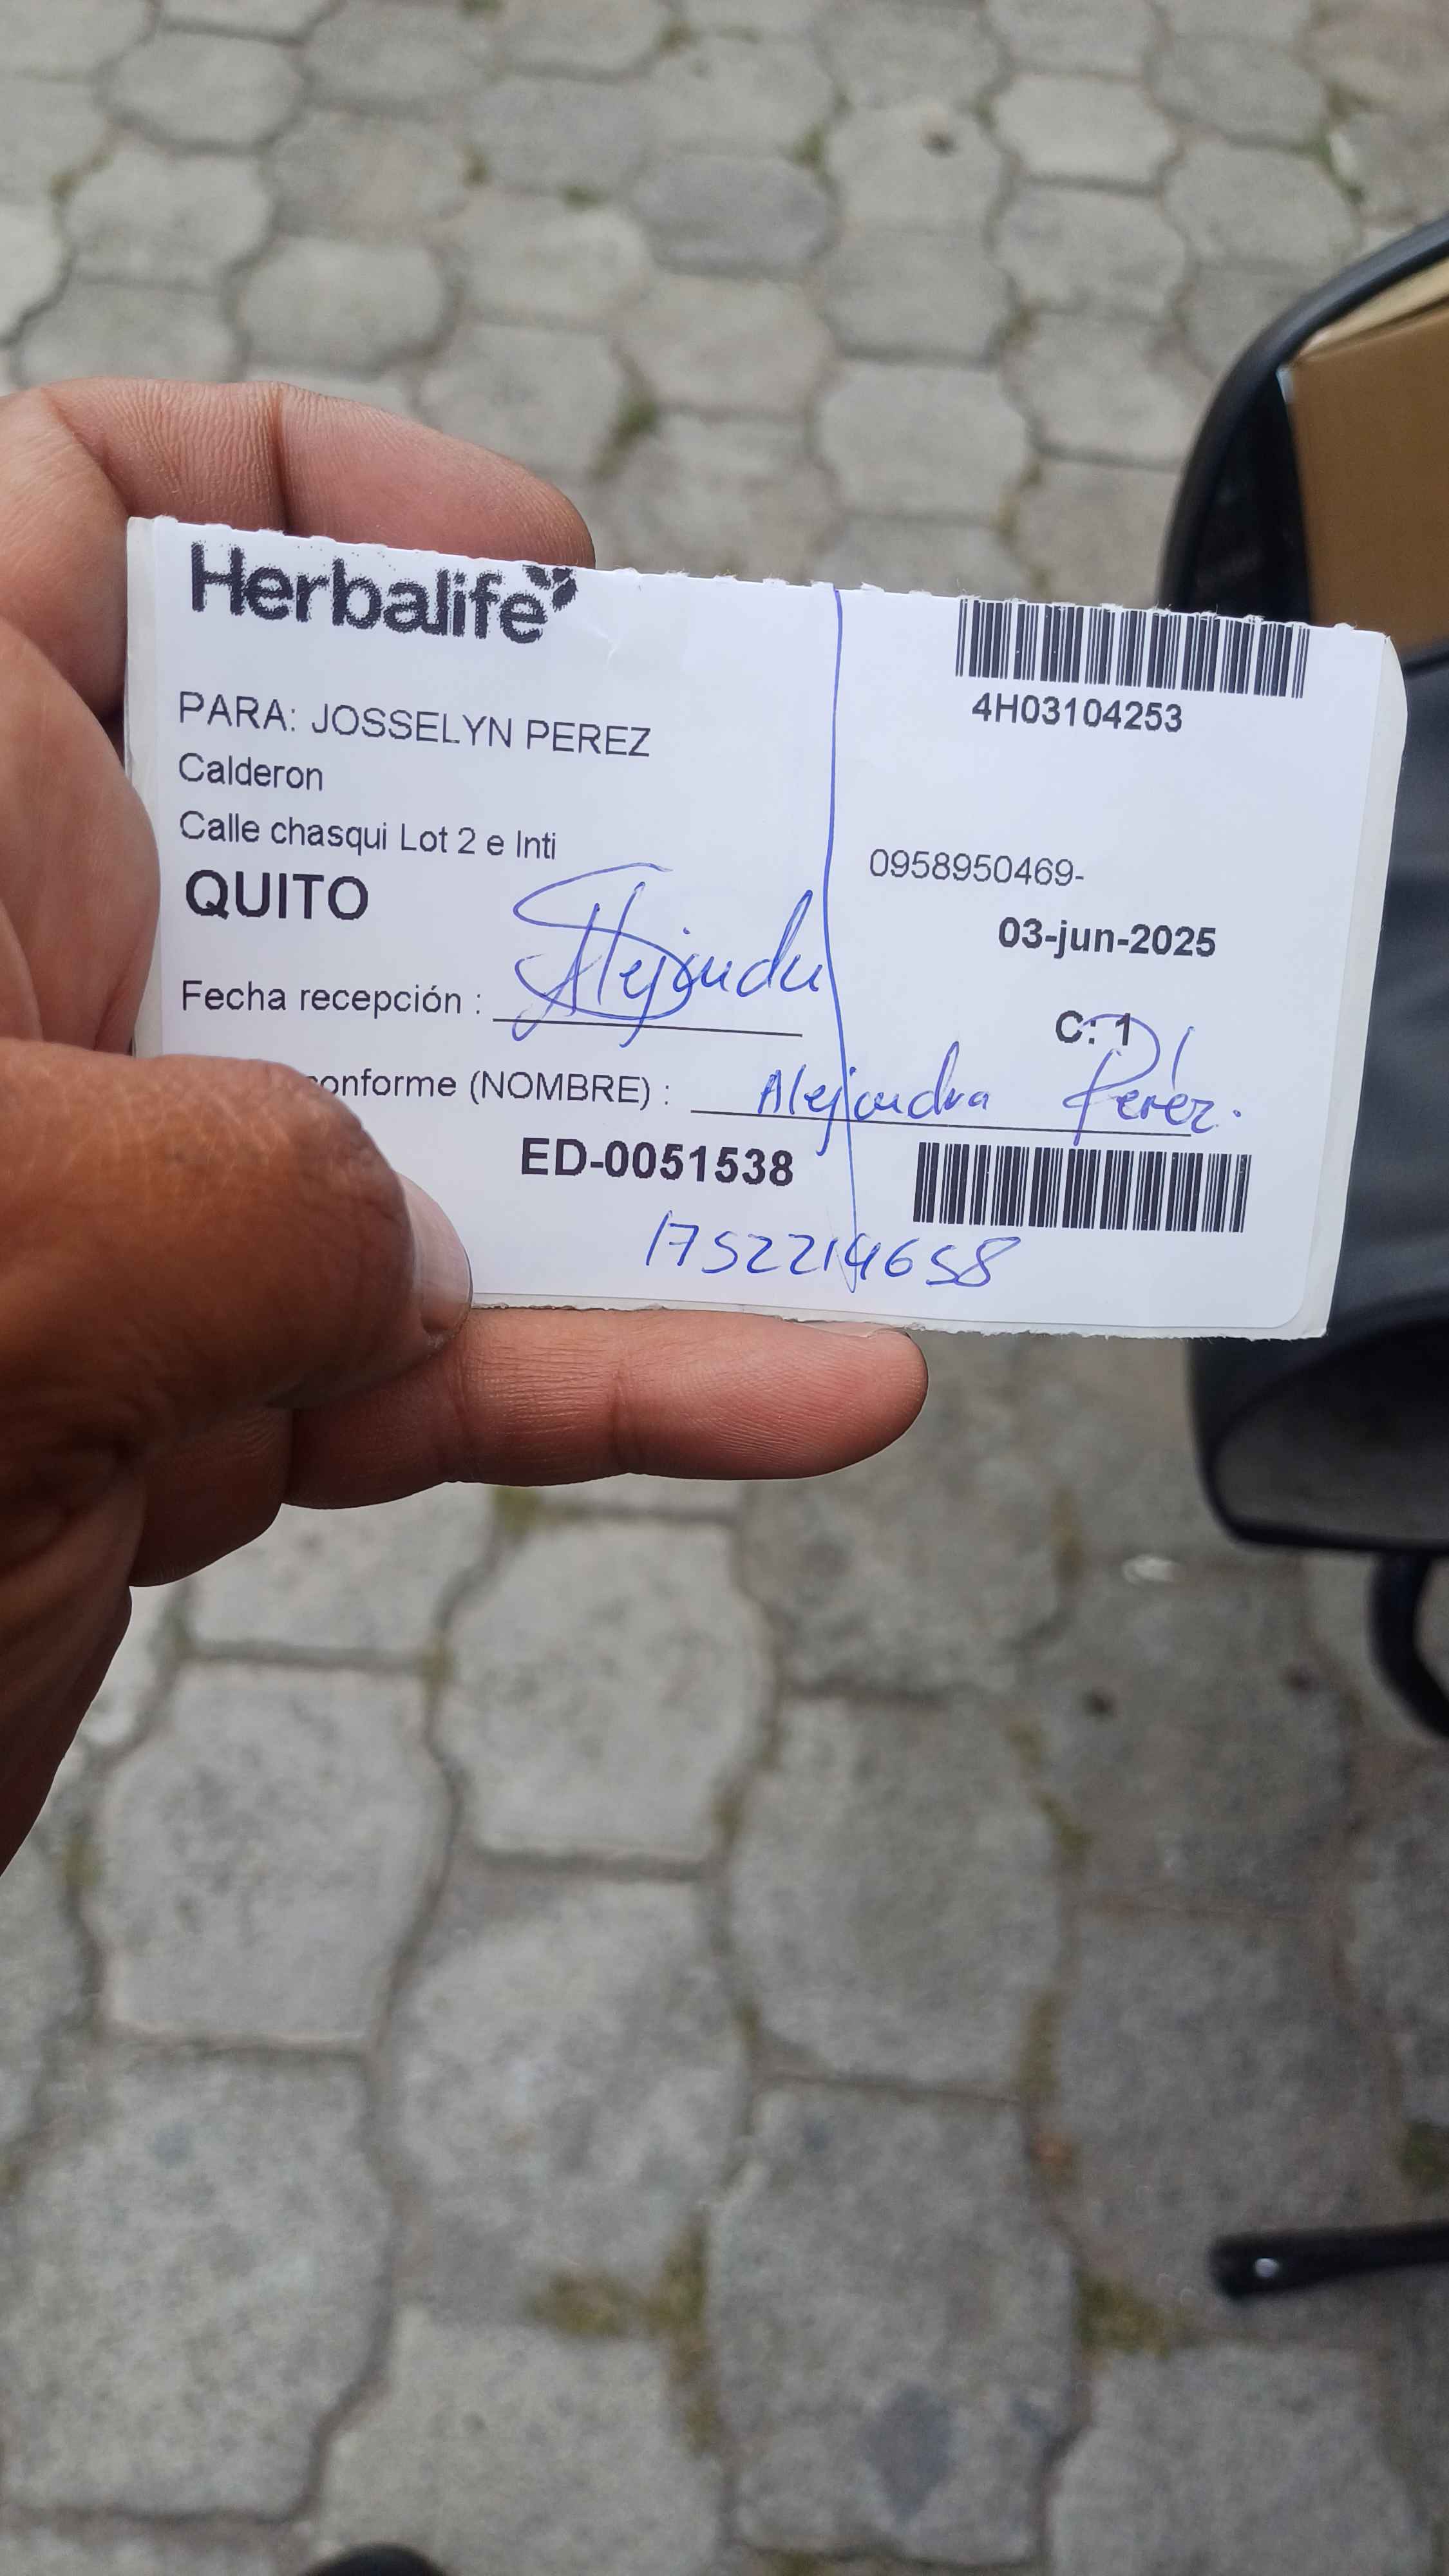 Herbalife
4H03104253
PARA: JOSSELYN PEREZ
Calderon
Calle chasqui Lot 2 e Inti
0958950469-
QUITO
03-jun-2025
Fecha recepción :
C: 1
conforme (NOMBRE) : Alejandra Pérez.
ED-0051538
1752214658